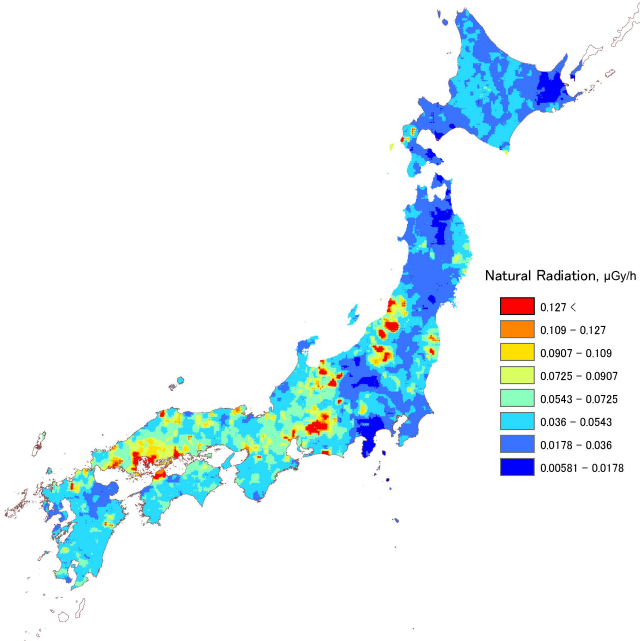 Natural Radiation, μGy/h
0.127 <
0.109 - 0.127
0.0907 - 0.109
0.0725 - 0.0907
0.0543 - 0.0725
0.036 - 0.0543
0.0178 - 0.036
0.00581 - 0.0178